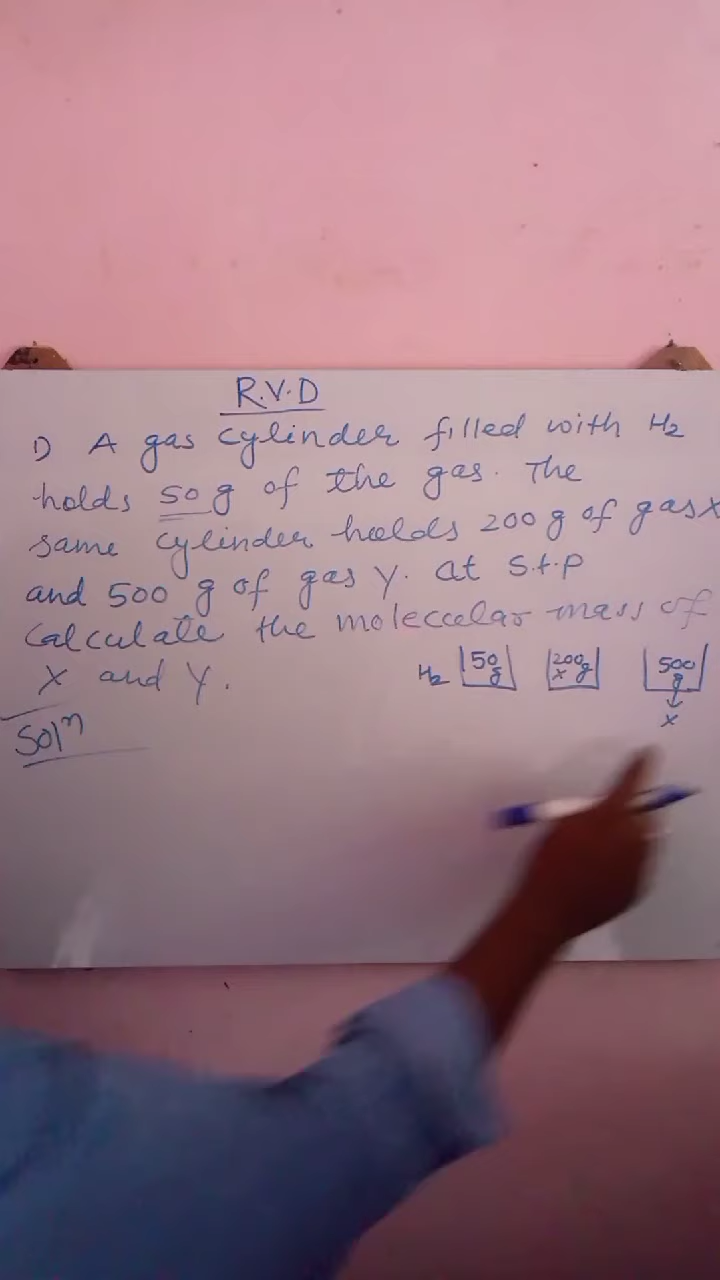 R.V.D
1) A gas cylinder filled with H2
holds 50 g of the gas. The
same cylinder holds 200 g of gas X
and 500 g of gas Y. at S.t.P
Calculate the molecular mass of
X and Y.
H2 50 g 200 g X 500 g
X
Solⁿ